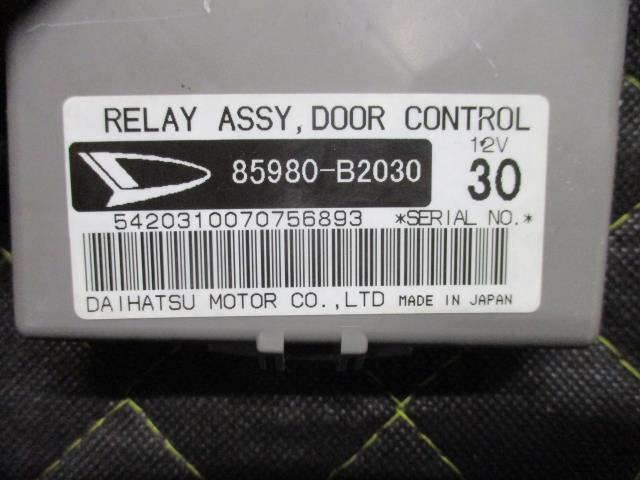 RELAY ASSY, DOOR CONTROL
12V
85980-B2030 30
5420310070756893 *SERIAL NO.*
DAIHATSU MOTOR CO.,LTD MADE IN JAPAN